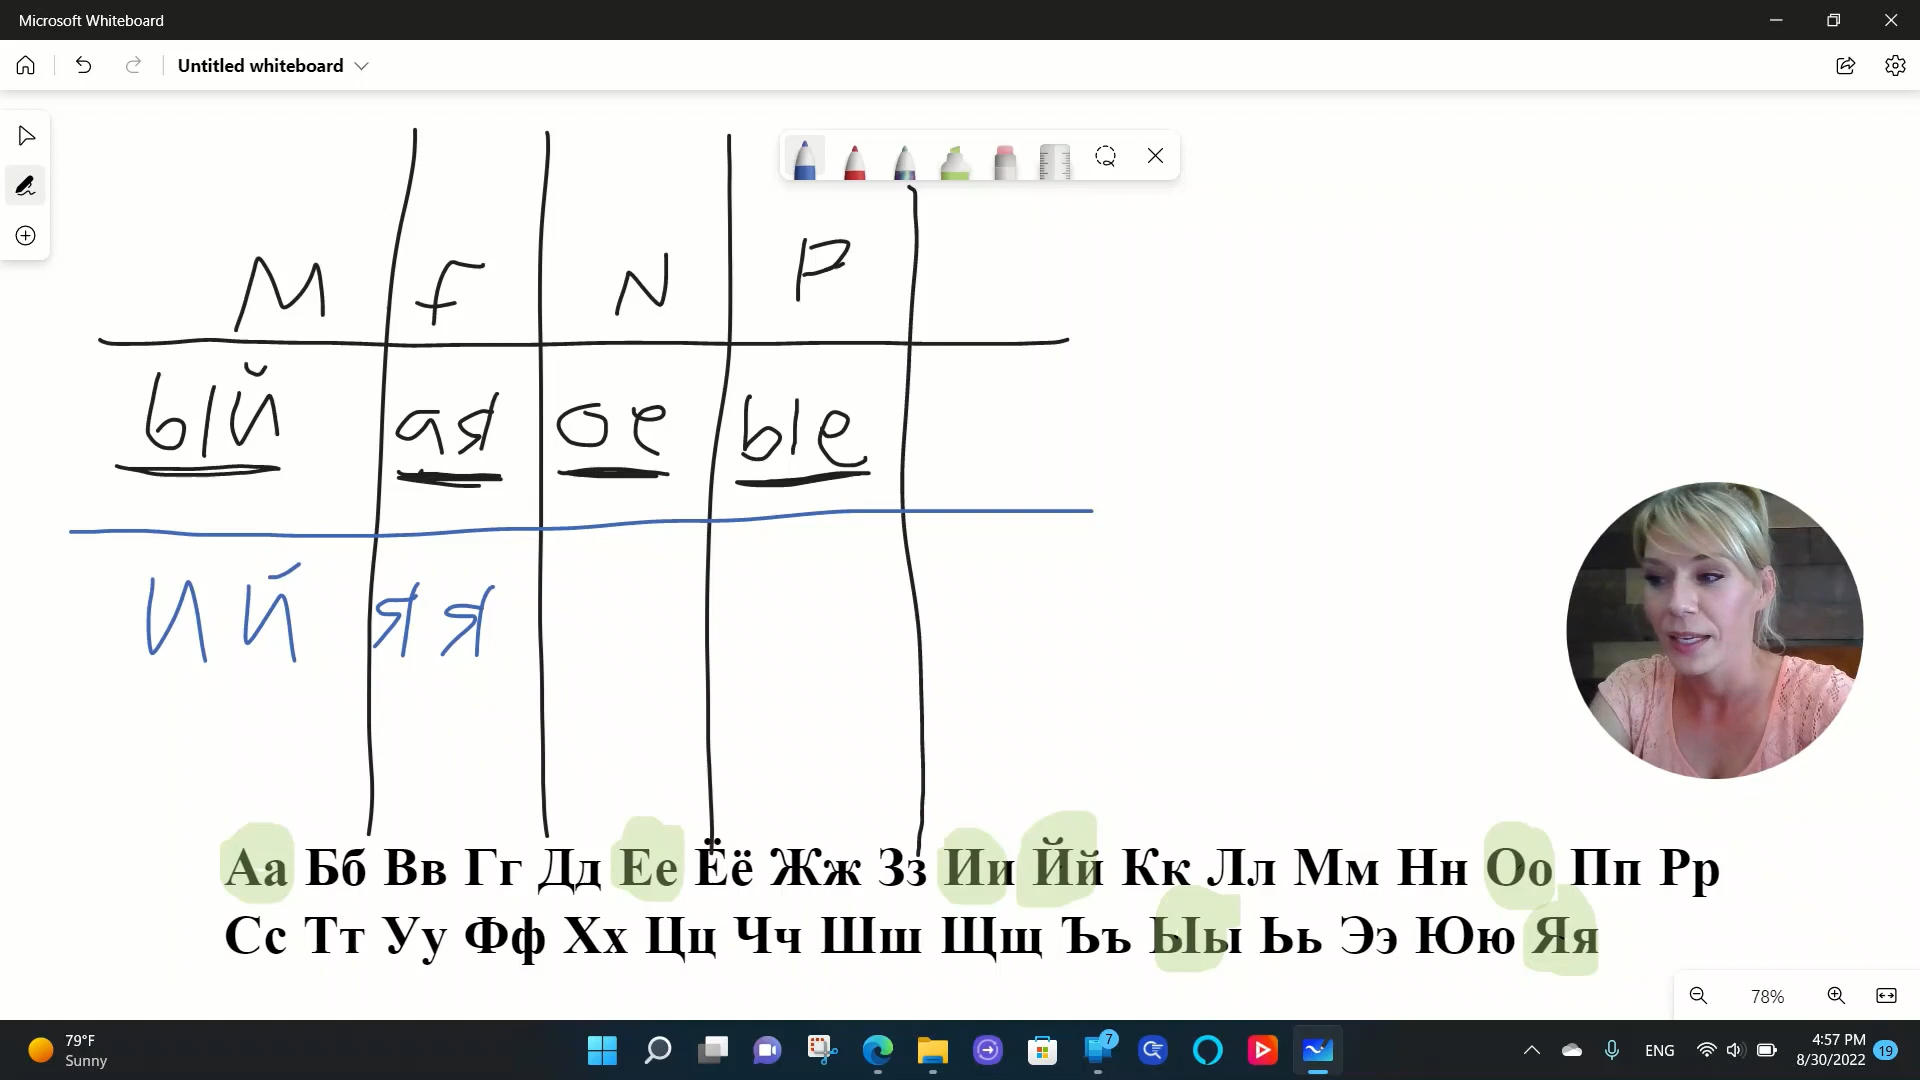 Microsoft Whiteboard
Untitled whiteboard
M f N P
ый ая ое ые
ий яя
Аа Бб Вв Гг Дд Ее Ёё Жж Зз Ии Йй Кк Лл Мм Нн Оо Пп Рр
Сс Тт Уу Фф Хх Цц Чч Шш Щщ Ъъ Ыы Ьь Ээ Юю Яя
78%
79°F
Sunny
7
ENG
4:57 PM
8/30/2022
19